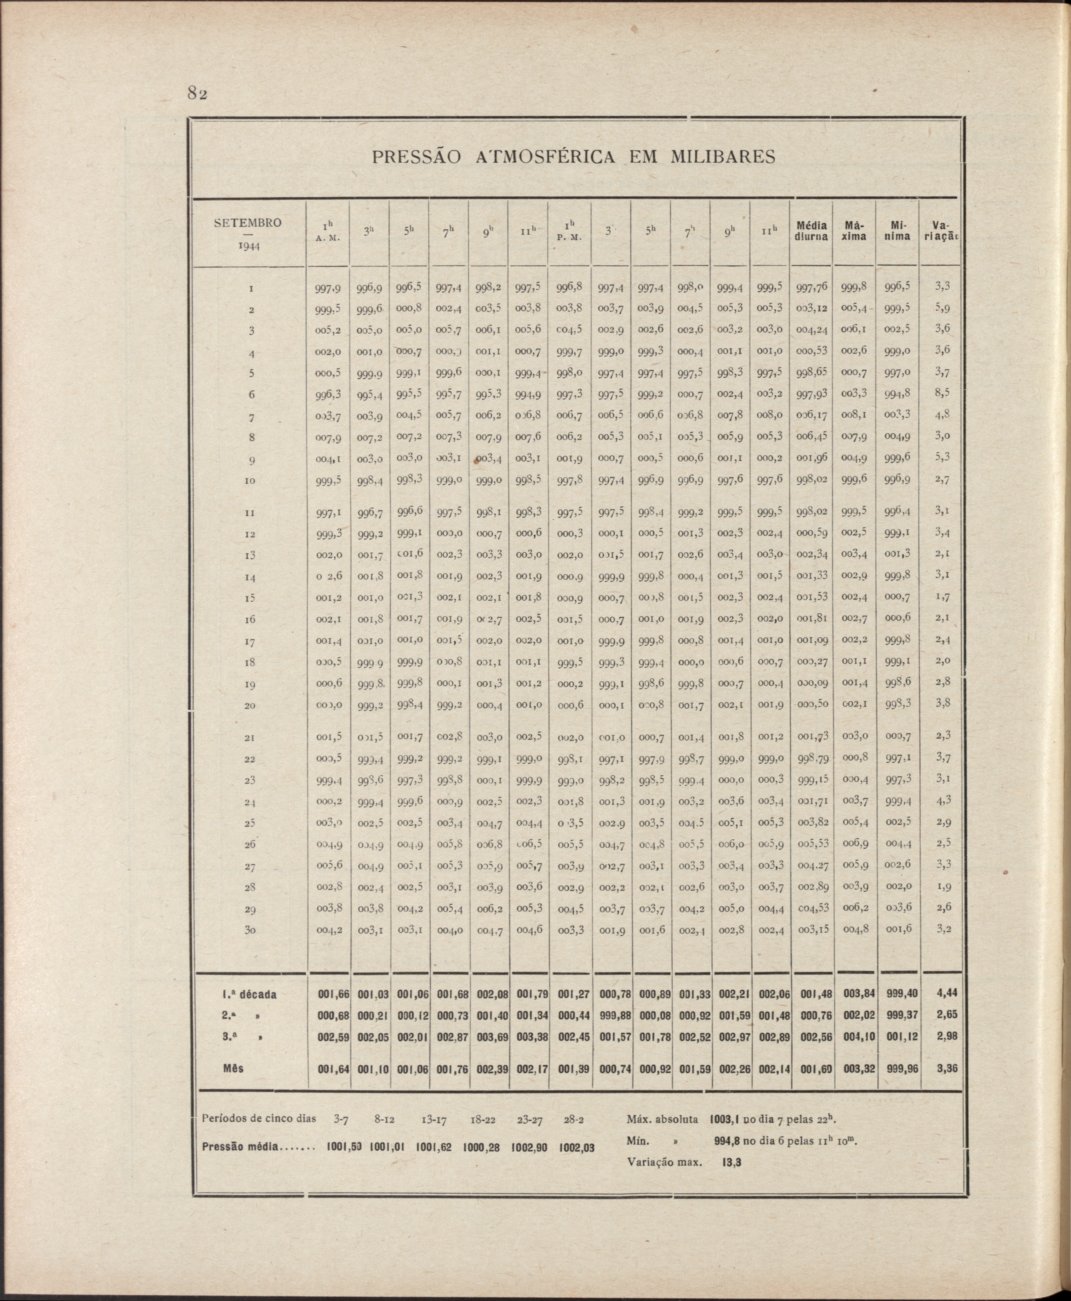 82
PRESSÃO ATMOSFÉRICA EM MILIBARES
SETEMBRO — 1944 1h A. M. 3h 5h 7h 9h 11h 1h P. M. 3 5h 7h 9h 11h Média diurna Má-xima Mí-nima Va-riação
1 997,9 996,9 996,5 997,4 998,2 997,5 996,8 997,4 997,4 998,0 999,4 999,5 997,76 999,8 996,5 3,3
2 999,5 999,6 000,8 002,4 003,5 003,8 003,8 003,7 003,9 004,5 005,3 005,3 003,12 005,4 999,5 5,9
3 005,2 005,0 005,0 005,7 006,1 005,6 004,5 002,9 002,6 002,6 003,2 003,0 004,24 006,1 002,5 3,6
4 002,0 001,0 000,7 001,1 000,7 999,7 999,0 999,3 000,4 001,1 001,0 000,53 002,6 999,0 3,6
5 000,5 999,9 999,1 999,6 000,1 999,4 998,0 997,4 997,4 997,5 998,3 997,5 998,65 000,7 997,0 3,7
6 996,3 995,4 995,5 995,7 995,3 994,9 997,3 997,5 999,2 000,7 002,4 003,2 997,93 003,3 994,8 8,5
7 003,7 003,9 004,5 005,7 006,2 006,8 006,7 006,5 006,6 006,8 007,8 008,0 006,17 008,1 003,3 4,8
8 007,9 007,2 007,2 007,3 007,9 007,6 006,2 005,3 005,1 005,3 005,9 005,3 006,45 007,9 004,9 3,0
9 004,1 003,0 003,0 003,1 003,4 003,1 001,9 000,7 000,5 000,6 001,1 000,2 001,96 004,9 999,6 5,3
10 999,5 998,4 998,3 999,0 999,0 998,5 997,8 997,4 996,9 996,9 997,6 997,6 998,02 999,6 996,9 2,7
11 997,1 996,7 996,6 997,5 998,1 998,3 997,5 997,5 998,4 999,2 999,5 999,5 998,02 999,5 996,4 3,1
12 999,3 999,2 999,1 000,0 000,7 000,6 000,3 000,1 000,5 001,3 002,3 002,4 000,59 002,5 999,1 3,4
13 002,0 001,7 001,6 002,3 003,3 003,0 002,0 001,5 001,7 002,6 003,4 003,0 002,34 003,4 001,3 2,1
14 0 2,6 001,8 001,8 001,9 002,3 001,9 000,9 999,9 999,8 000,4 001,3 001,5 001,33 002,9 999,8 3,1
15 001,2 001,0 001,3 002,1 002,1 001,8 000,9 000,7 000,8 001,5 002,3 002,4 001,53 002,4 000,7 1,7
16 002,1 001,8 001,7 001,9 002,7 002,5 001,5 000,7 001,0 001,9 002,3 002,0 001,81 002,7 000,6 2,1
17 001,4 001,0 001,0 001,5 002,0 002,0 001,0 999,9 999,8 000,8 001,4 001,0 001,09 002,2 999,8 2,4
18 000,5 999 9 999,9 000,8 001,1 001,1 999,5 999,3 999,4 000,0 000,6 000,7 000,27 001,1 999,1 2,0
19 000,6 999,8 999,8 000,1 001,3 001,2 000,2 999,1 998,6 999,8 000,7 000,4 000,09 001,4 998,6 2,8
20 000,0 999,2 998,4 999,2 000,4 001,0 000,6 000,1 000,8 001,7 002,1 001,9 000,50 002,1 998,3 3,8
21 001,5 001,5 001,7 002,8 003,0 002,5 002,0 001,0 000,7 001,4 001,8 001,2 001,73 003,0 000,7 2,3
22 000,5 999,4 999,2 999,2 999,1 999,0 998,1 997,1 997,9 998,7 999,0 999,0 998,79 000,8 997,1 3,7
23 999,4 998,6 997,3 998,8 000,1 999,9 999,0 998,2 998,5 999,4 000,0 000,3 999,15 000,4 997,3 3,1
24 000,2 999,4 999,6 000,9 002,5 002,3 001,8 001,3 001,9 003,2 003,6 003,4 001,71 003,7 999,4 4,3
25 003,0 002,5 002,5 003,4 004,7 004,4 0 3,5 002,9 003,5 004,5 005,1 005,3 003,82 005,4 002,5 2,9
26 004,9 004,9 004,9 005,8 006,8 006,5 005,5 004,7 004,8 005,5 006,0 005,9 005,53 006,9 004,4 2,5
27 005,6 004,9 005,1 005,3 005,9 005,7 003,9 002,7 003,1 003,3 003,4 003,3 004,27 005,9 002,6 3,3
28 002,8 002,4 002,5 003,1 003,9 003,6 002,9 002,2 002,1 002,6 003,0 003,7 002,89 003,9 002,0 1,9
29 003,8 003,8 004,2 005,4 006,2 005,3 004,5 003,7 003,7 004,2 005,0 004,4 004,53 006,2 003,6 2,6
30 004,2 003,1 003,1 004,0 004,7 004,6 003,3 001,9 001,6 002,4 002,8 002,4 003,15 004,8 001,6 3,2
1.ª década 001,66 001,03 001,06 001,68 002,08 001,79 001,27 000,78 000,89 001,33 002,21 002,06 001,48 003,84 999,40 4,44
2.ª » 000,68 000,21 000,12 000,73 001,40 001,34 000,44 999,88 000,08 000,92 001,59 001,48 000,76 002,02 999,37 2,65
3.ª » 002,59 002,05 002,01 002,87 003,69 003,38 002,45 001,57 001,78 002,52 002,97 002,89 002,56 004,10 001,12 2,98
Mês 001,64 001,10 001,06 001,76 002,39 002,17 001,39 000,74 000,92 001,59 002,26 002,14 001,60 003,32 999,96 3,36
Períodos de cinco dias 3-7 8-12 13-17 18-22 23-27 28-2 Máx. absoluta 1003,1 no dia 7 pelas 22h.
Mín. » 994,8 no dia 6 pelas 11h 10m.
Pressão média....... 1001,50 1001,01 1001,62 1000,28 1002,90 1002,03
Variação max. 13,3